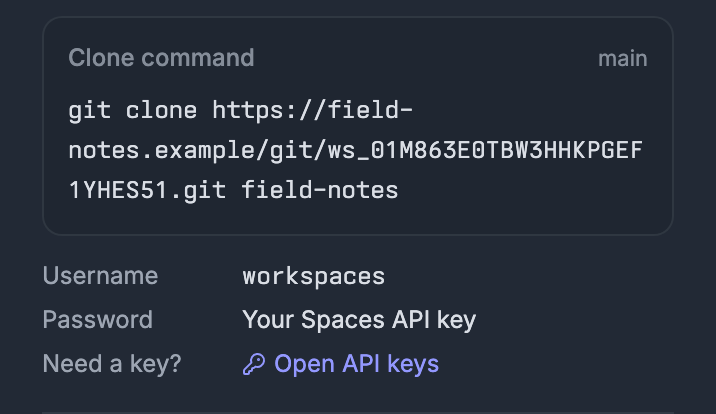 Clone command
main
git clone https://field-
notes.example/git/ws_01M863E0TBW3HHKPGEF
1YHES51.git field-notes
Username
workspaces
Password
Your Spaces API key
Need a key?
Open API keys